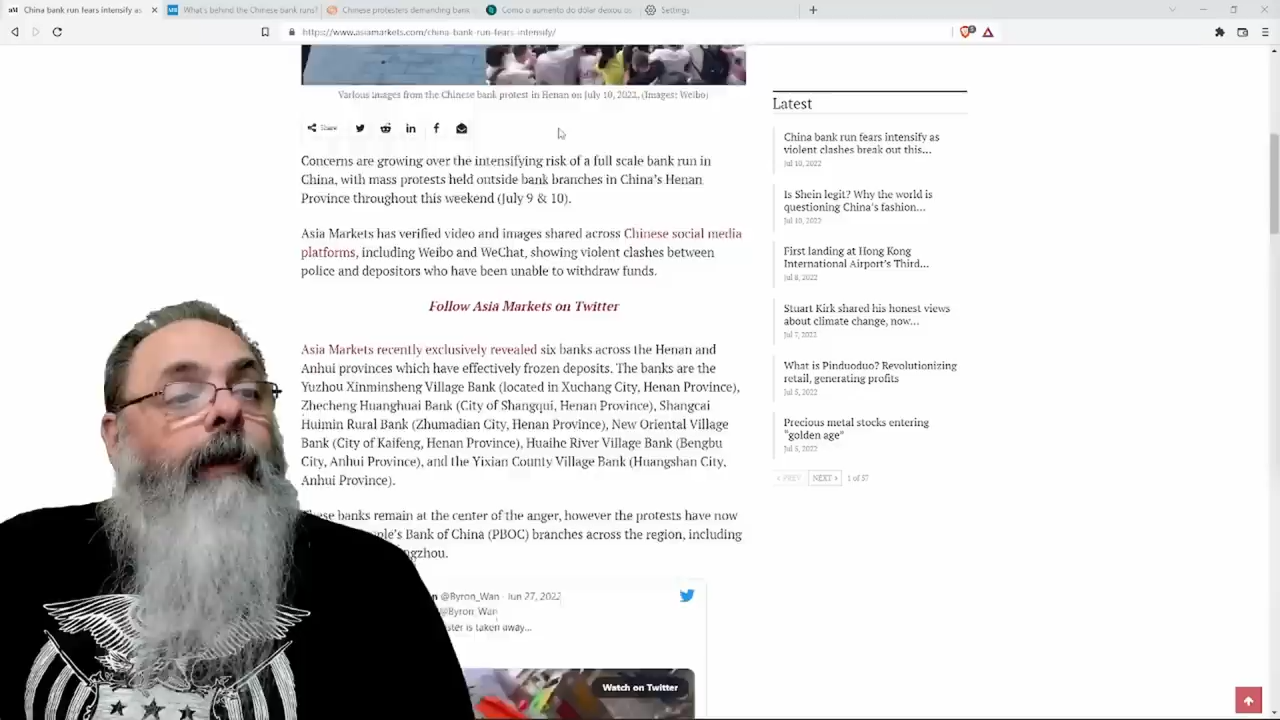 China bank run fears intensify as
What's behind the Chinese bank runs?
Chinese protesters demanding bank
Como o aumento do dólar deixou os
Settings
https://www.asiamarkets.com/china-bank-run-fears-intensify/
Various images from the Chinese bank protest in Henan on July 10, 2022. (Images: Weibo)
Share
Concerns are growing over the intensifying risk of a full scale bank run in
China, with mass protests held outside bank branches in China's Henan
Province throughout this weekend (July 9 & 10).
Asia Markets has verified video and images shared across Chinese social media
platforms, including Weibo and WeChat, showing violent clashes between
police and depositors who have been unable to withdraw funds.
Follow Asia Markets on Twitter
Asia Markets recently exclusively revealed six banks across the Henan and
Anhui provinces which have effectively frozen deposits. The banks are the
Yuzhou Xinminsheng Village Bank (located in Xuchang City, Henan Province),
Zhecheng Huanghuai Bank (City of Shangqui, Henan Province), Shangcai
Huimin Rural Bank (Zhumadian City, Henan Province), New Oriental Village
Bank (City of Kaifeng, Henan Province), Huaihe River Village Bank (Bengbu
City, Anhui Province), and the Yixian County Village Bank (Huangshan City,
Anhui Province).
banks remain at the center of the anger, however the protests have now
Bank of China (PBOC) branches across the region, including
@Byron_Wan · Jun 27, 2022
@Byron_Wan
is taken away...
Watch on Twitter
Latest
China bank run fears intensify as
violent clashes break out this...
Jul 10, 2022
Is Shein legit? Why the world is
questioning China's fashion...
Jul 10, 2022
First landing at Hong Kong
International Airport's Third...
Jul 8, 2022
Stuart Kirk shared his honest views
about climate change, now...
Jul 7, 2022
What is Pinduoduo? Revolutionizing
retail, generating profits
Jul 5, 2022
Precious metal stocks entering
"golden age"
Jul 5, 2022
PREV
NEXT
1 of 57